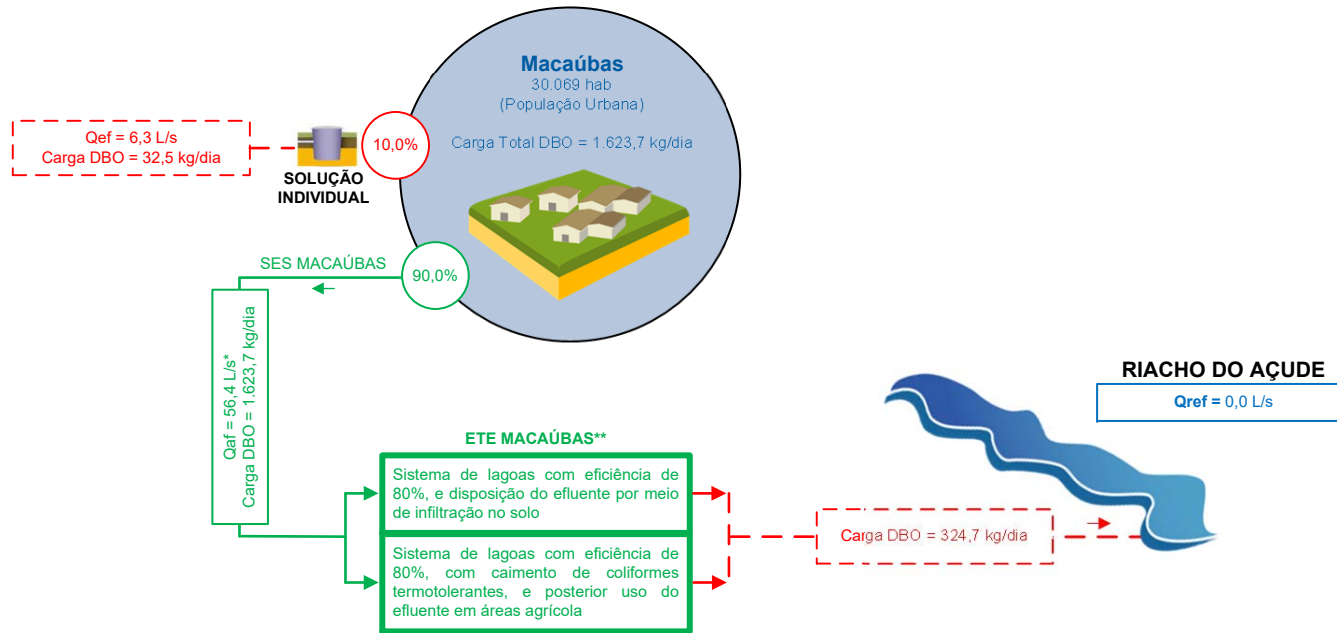 Macaúbas
30.069 hab
(População Urbana)
Carga Total DBO = 1.623,7 kg/dia
Qef = 6,3 L/s
Carga DBO = 32,5 kg/dia
10,0%
SOLUÇÃO
INDIVIDUAL
SES MACAÚBAS
90,0%
Qaf = 56,4 L/s*
Carga DBO = 1.623,7 kg/dia
RIACHO DO AÇUDE
Qref = 0,0 L/s
ETE MACAÚBAS**
Sistema de lagoas com eficiência de
80%, e disposição do efluente por meio
de infiltração no solo
Sistema de lagoas com eficiência de
80%, com caimento de coliformes
termotolerantes, e posterior uso do
efluente em áreas agrícola
Carga DBO = 324,7 kg/dia